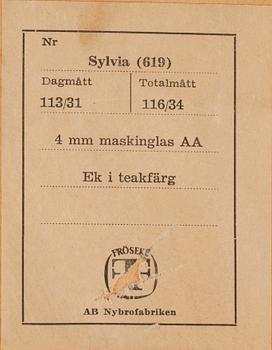 Nr
Sylvia (619)
Dagmått Totalmått
113/31 116/34
4 mm maskinglas AA
Ek i teakfärg
FRÖSEKE
AB Nybrofabriken